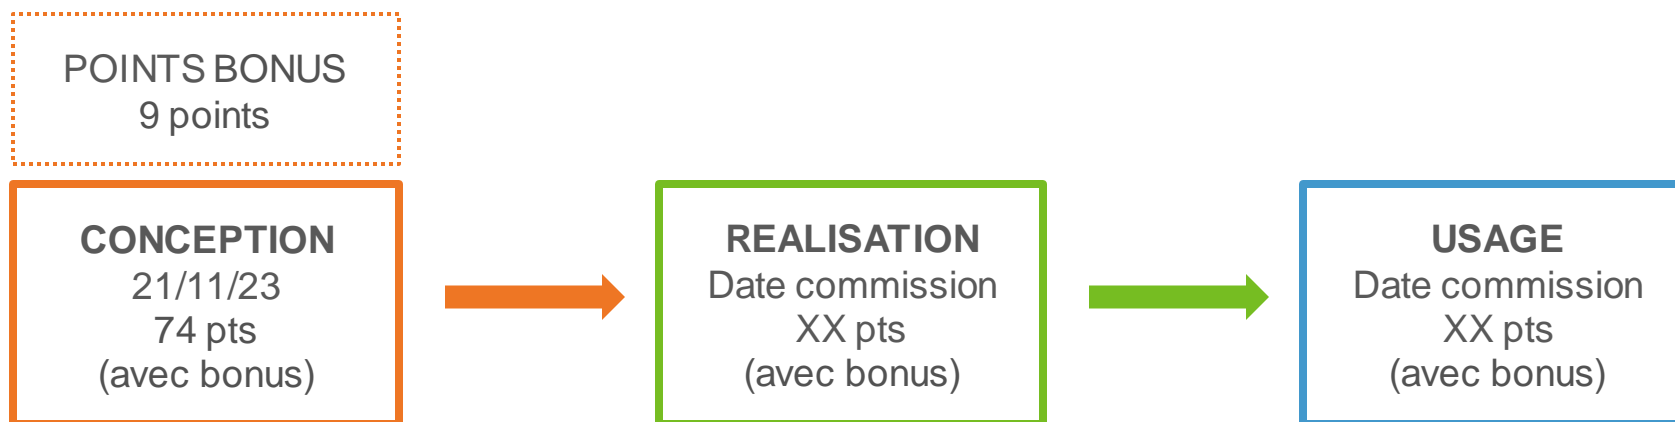 POINTS BONUS
9 points
CONCEPTION
21/11/23
74 pts
(avec bonus)
REALISATION
Date commission
XX pts
(avec bonus)
USAGE
Date commission
XX pts
(avec bonus)